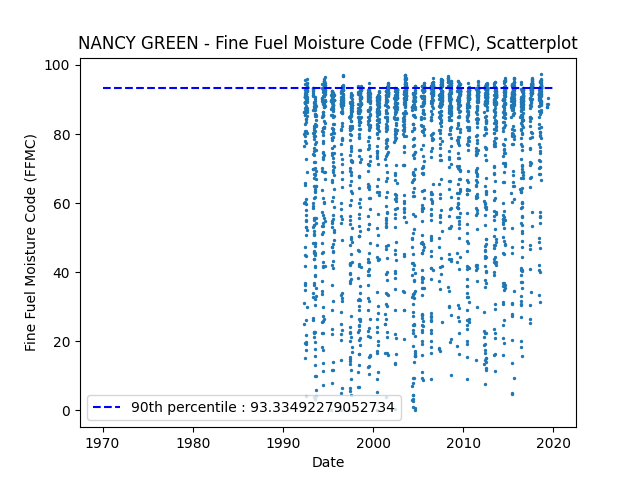 NANCY GREEN - Fine Fuel Moisture Code (FFMC), Scatterplot
100
80
60
40
20
0
Fine Fuel Moisture Code (FFMC)
90th percentile : 93.33492279052734
1970 1980 1990 2000 2010 2020
Date